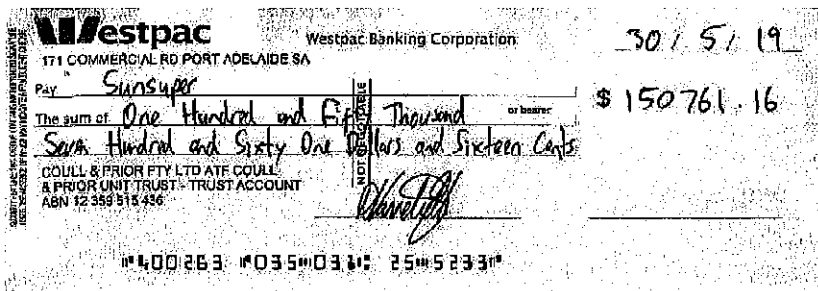 Westpac
Westpac Banking Corporation
30 / 5 / 19
171 COMMERCIAL RD PORT ADELAIDE SA
Pay Sunsuper
The sum of One Hundred and Fifty Thousand or bearer
$ 150 761 . 16
Seven Hundred and Sixty One Dollars and Sixteen Cents
NOT NEGOTIABLE
COULL & PRIOR PTY LTD ATF COULL
& PRIOR UNIT TRUST - TRUST ACCOUNT
ABN 12 359 515 436
400263 035 031 25 5233